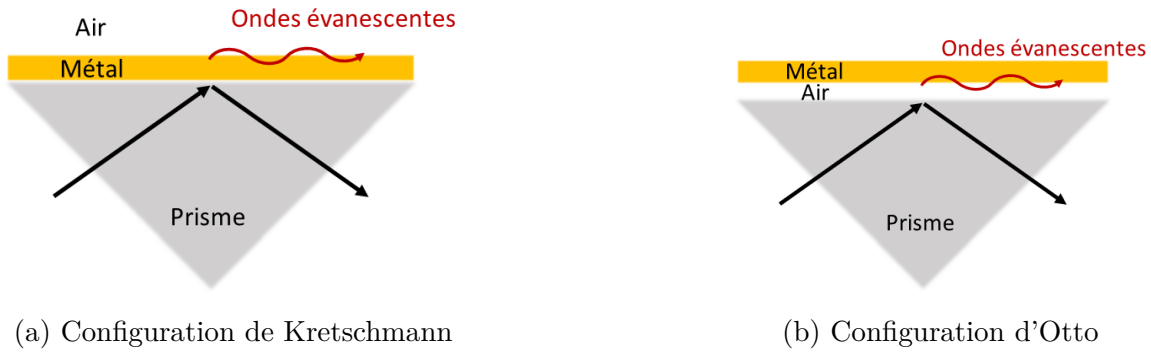 Air
Ondes évanescentes
Métal
Prisme
(a) Configuration de Kretschmann
Ondes évanescentes
Métal
Air
Prisme
(b) Configuration d'Otto